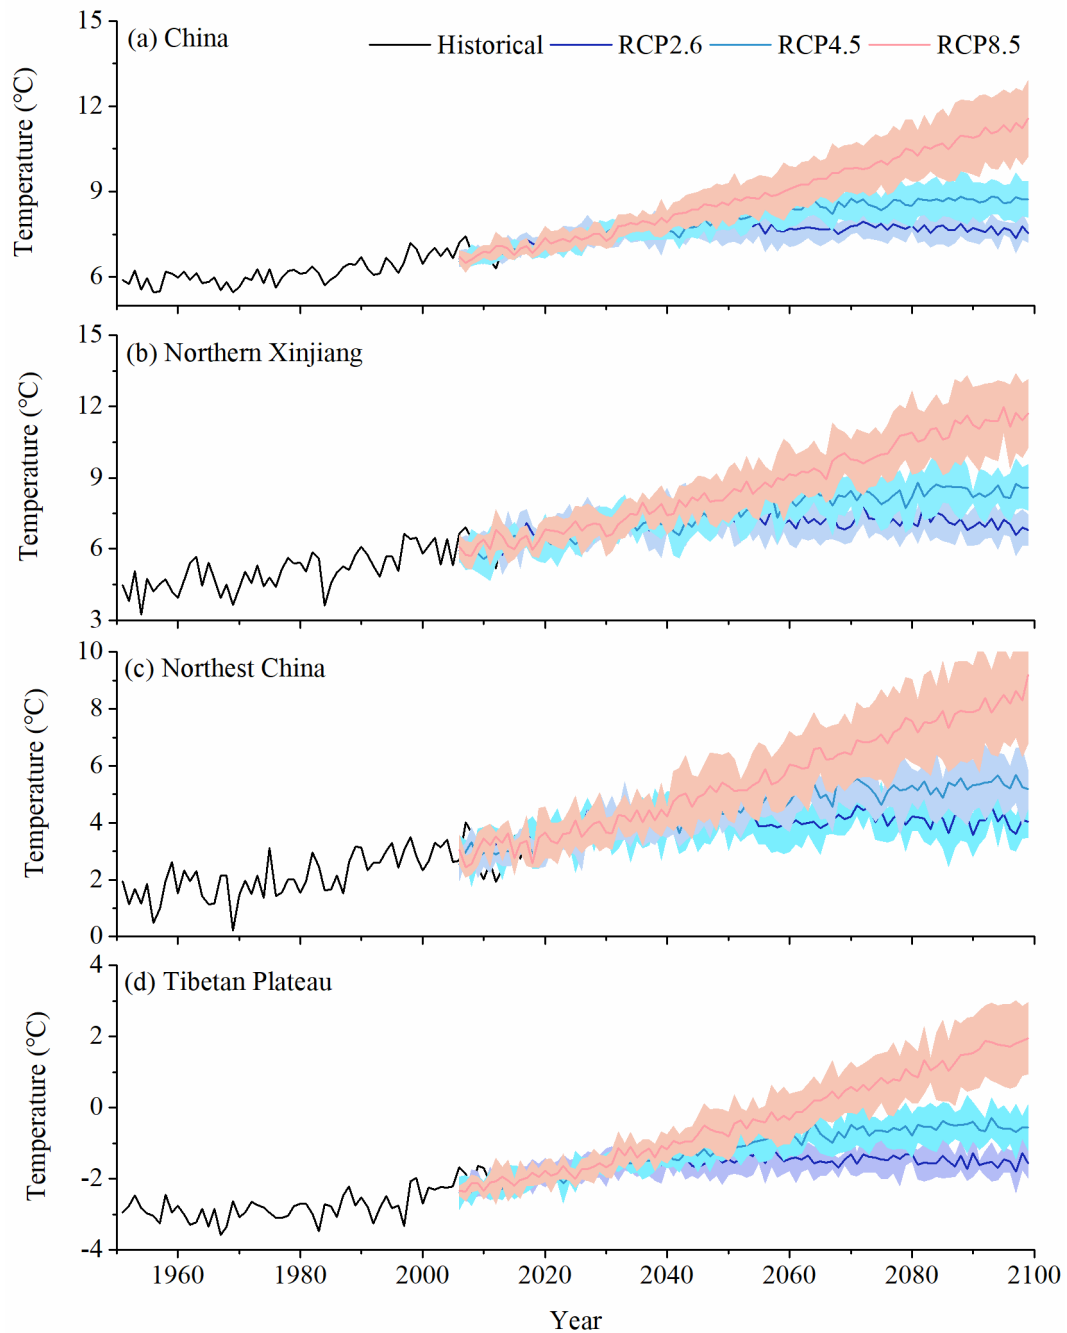 (a) China
Historical RCP2.6 RCP4.5 RCP8.5
15
12
9
6
Temperature (°C)
(b) Northern Xinjiang
15
12
9
6
3
Temperature (°C)
(c) Northest China
10
8
6
4
2
0
Temperature (°C)
(d) Tibetan Plateau
4
2
0
-2
-4
Temperature (°C)
1960 1980 2000 2020 2040 2060 2080 2100
Year